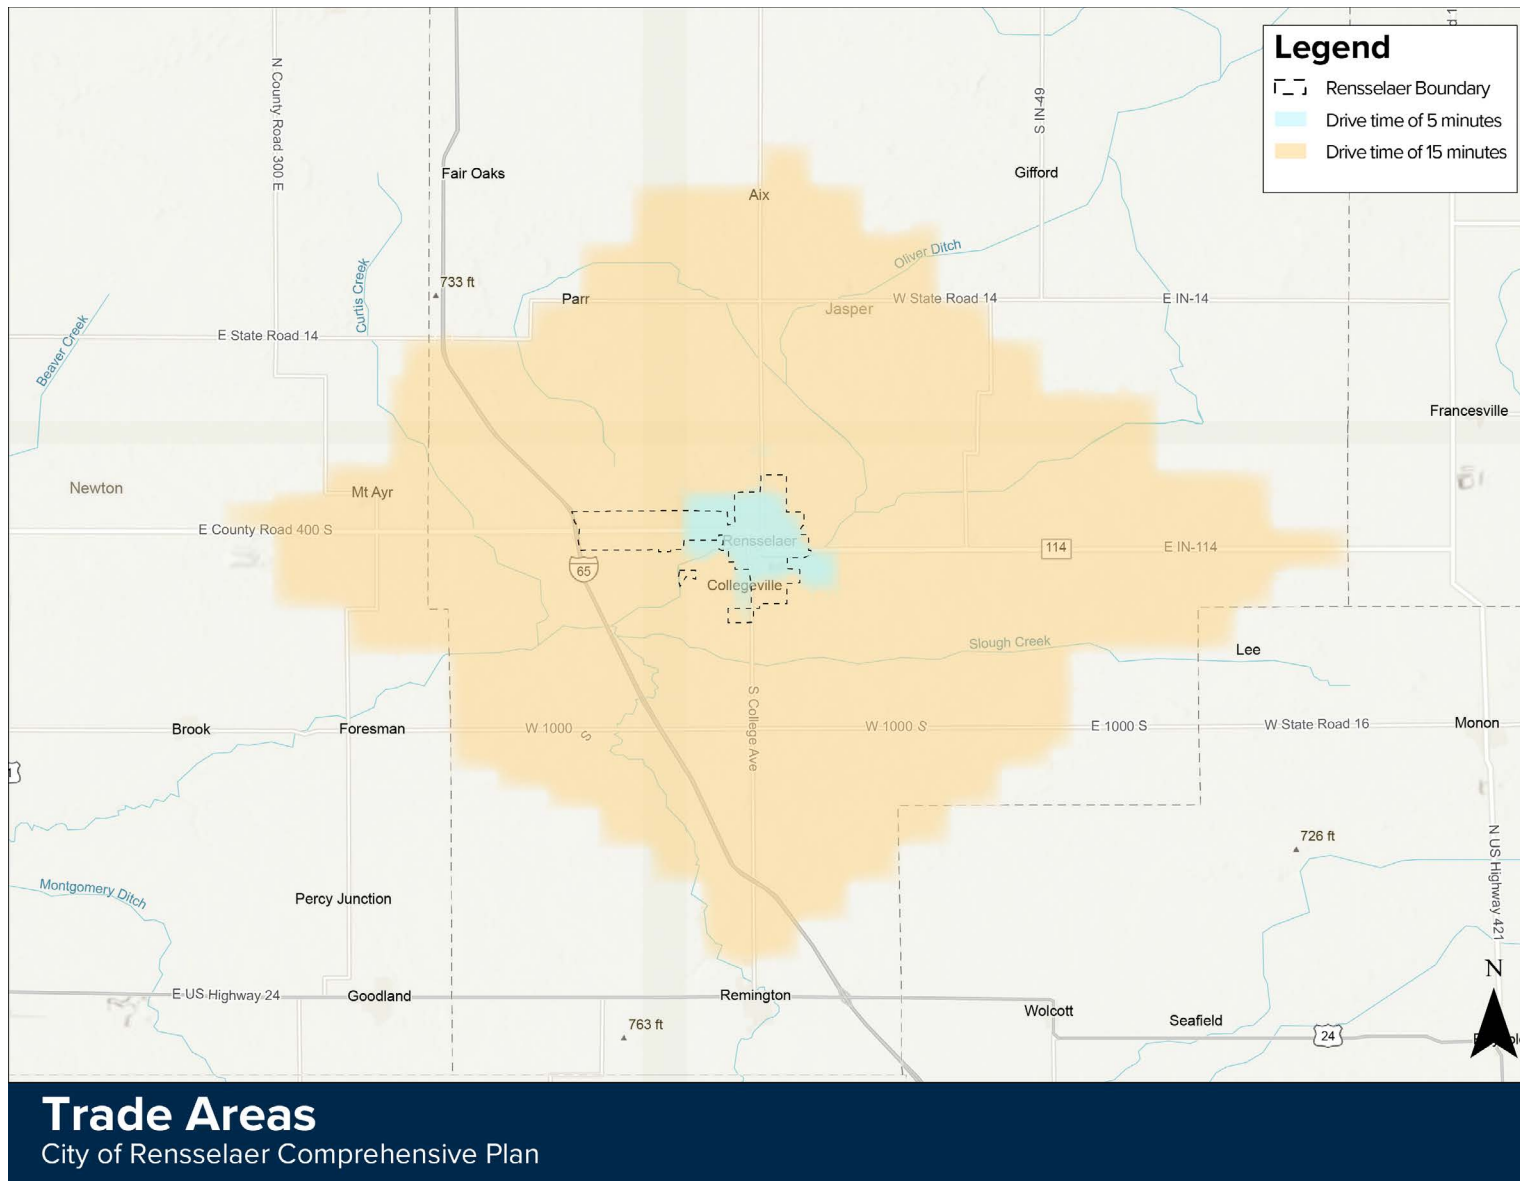 Legend
Rensselaer Boundary
Drive time of 5 minutes
Drive time of 15 minutes
N County Road 300 E
S IN-49
Fair Oaks
Gifford
Aix
Oliver Ditch
Curtis Creek
733 ft
Parr
W State Road 14
E IN-14
Jasper
Beaver Creek
E State Road 14
Francesville
Newton
Mt Ayr
E County Road 400 S
Rensselaer
114
E IN-114
65
Collegeville
Slough Creek
Lee
S College Ave
Brook
Foresman
W 1000 S
W 1000 S
E 1000 S
W State Road 16
Monon
726 ft
N US Highway 421
Montgomery Ditch
Percy Junction
N
E US Highway 24
Goodland
Remington
Wolcott
Seafield
763 ft
24
Trade Areas
City of Rensselaer Comprehensive Plan